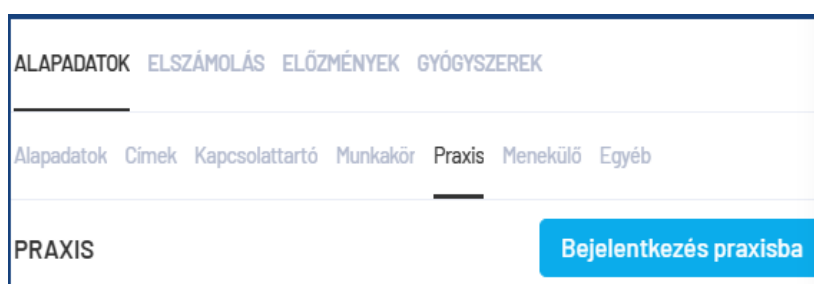 ALAPADATOK ELSZÁMOLÁS ELŐZMÉNYEK GYÓGYSZEREK
Alapadatok Címek Kapcsolattartó Munkakör Praxis Menekülő Egyéb
PRAXIS Bejelentkezés praxisba